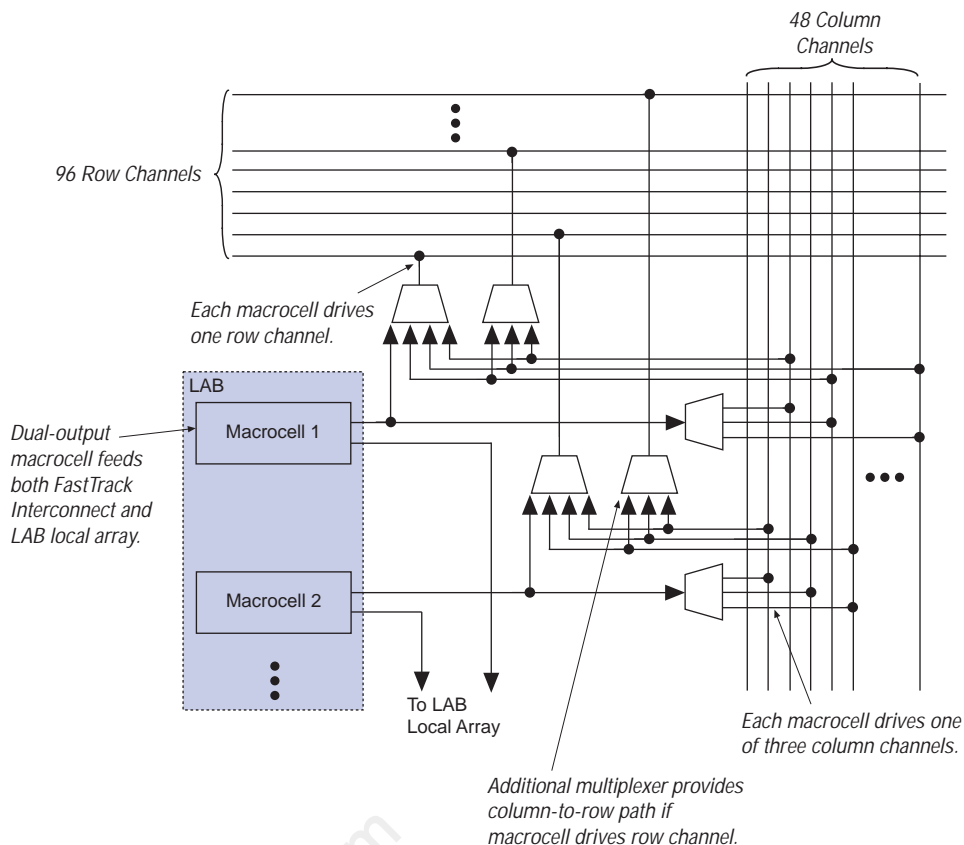 48 Column
Channels
96 Row Channels
Each macrocell drives
one row channel.
LAB
Macrocell 1
Dual-output
macrocell feeds
both FastTrack
Interconnect and
LAB local array.
Macrocell 2
To LAB
Local Array
Each macrocell drives one
of three column channels.
Additional multiplexer provides
column-to-row path if
macrocell drives row channel.